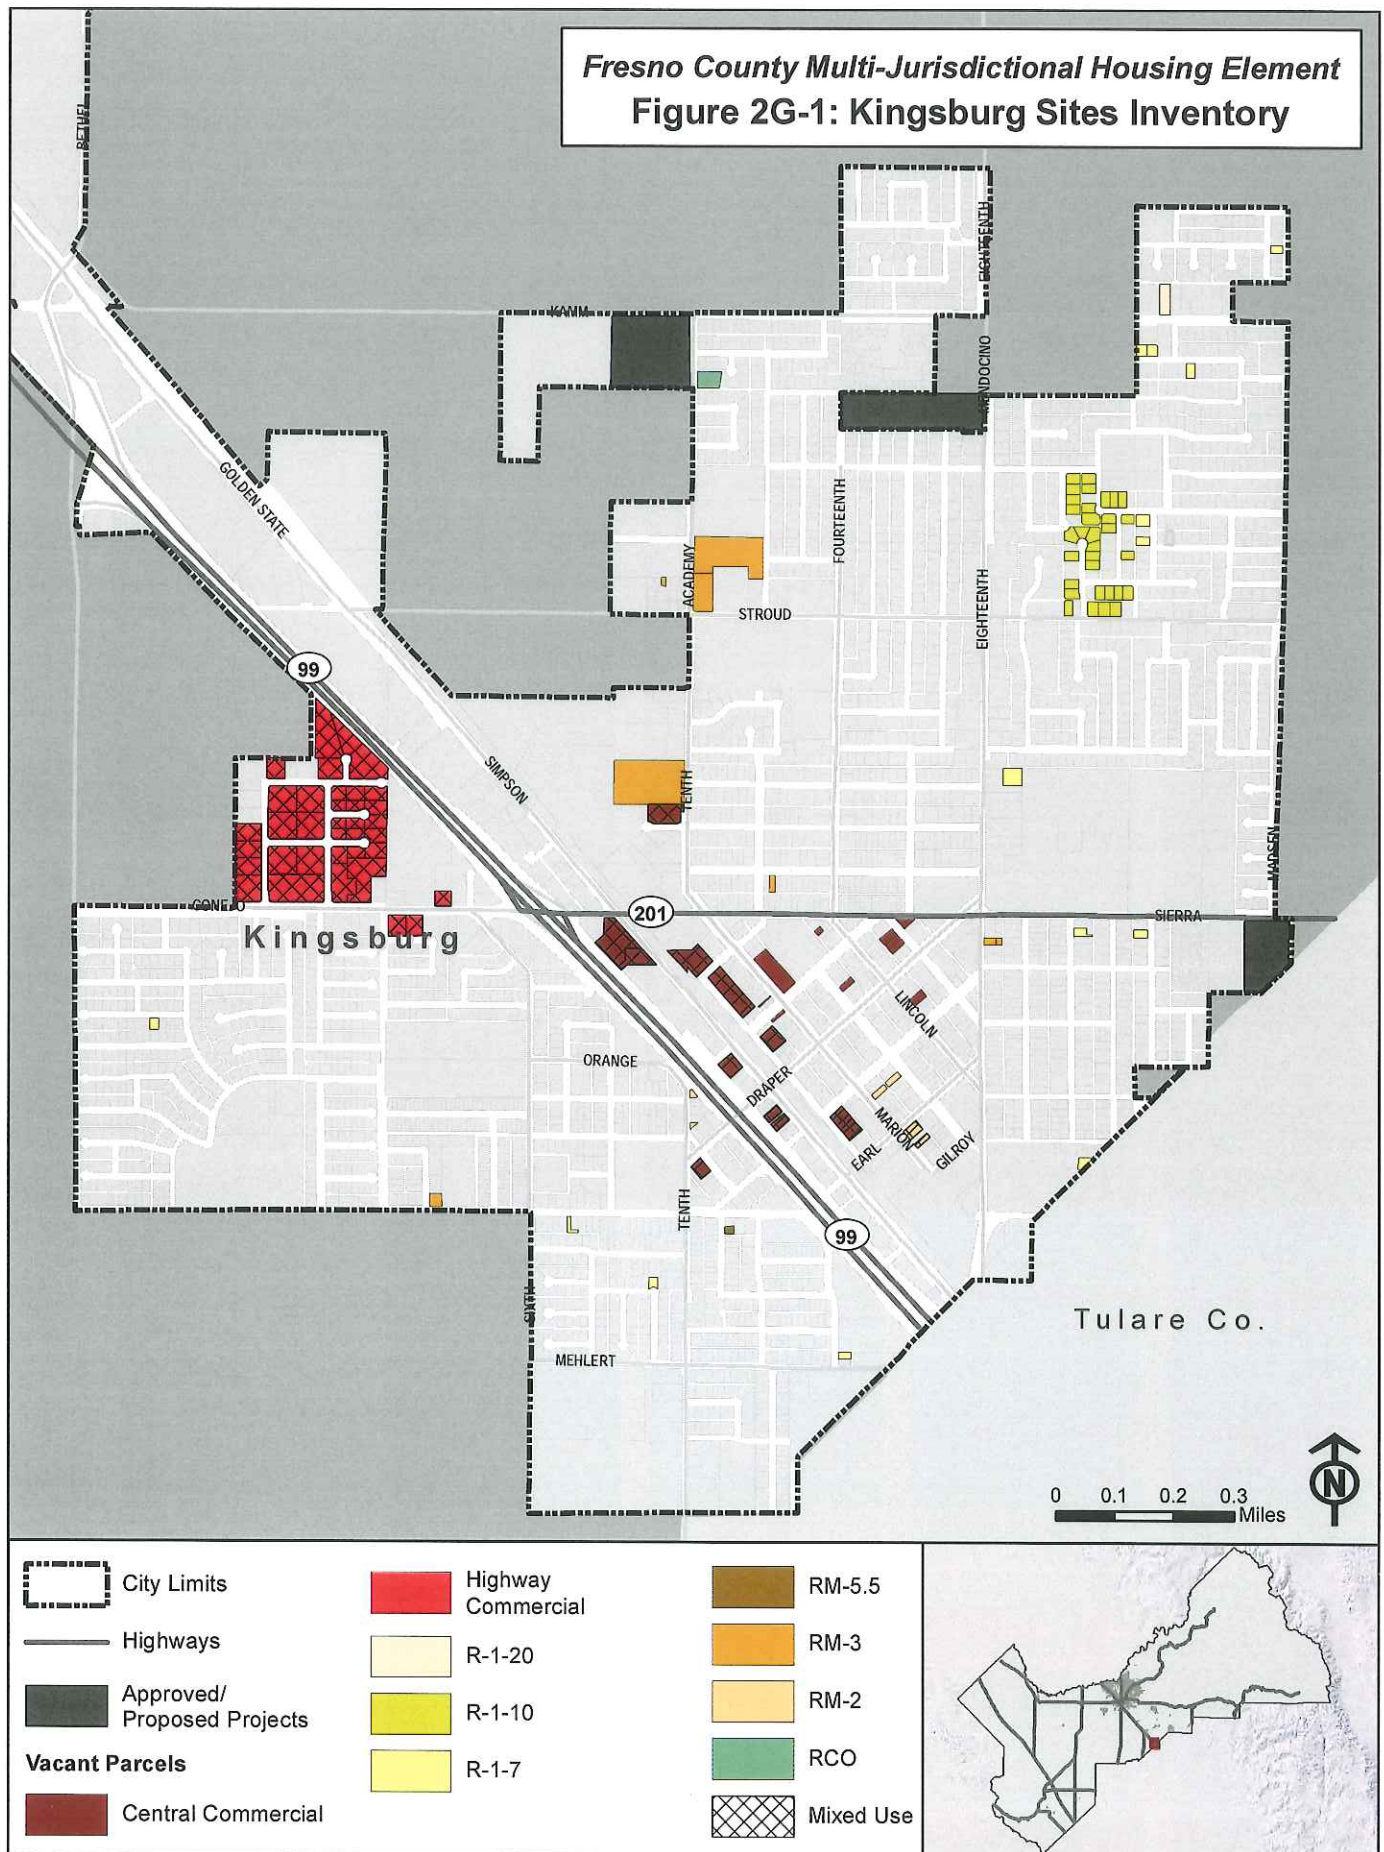 Fresno County Multi-Jurisdictional Housing Element
Figure 2G-1: Kingsburg Sites Inventory
BETHEL
EIGHTEENTH
KAMM
MENDOCINO
GOLDEN STATE
FOURTEENTH
ACADEMY
EIGHTEENTH
STROUD
99
SIMPSON
TENTH
MADSEN
CONEJO
201
SIERRA
Kingsburg
LINCOLN
ORANGE
DRAPER
MARION
EARL
GILROY
TENTH
99
SIXTH
Tulare Co.
MEHLERT
N
0 0.1 0.2 0.3
Miles
City Limits
Highways
Approved/
Proposed Projects
Vacant Parcels
Central Commercial
Highway
Commercial
R-1-20
R-1-10
R-1-7
RM-5.5
RM-3
RM-2
RCO
Mixed Use